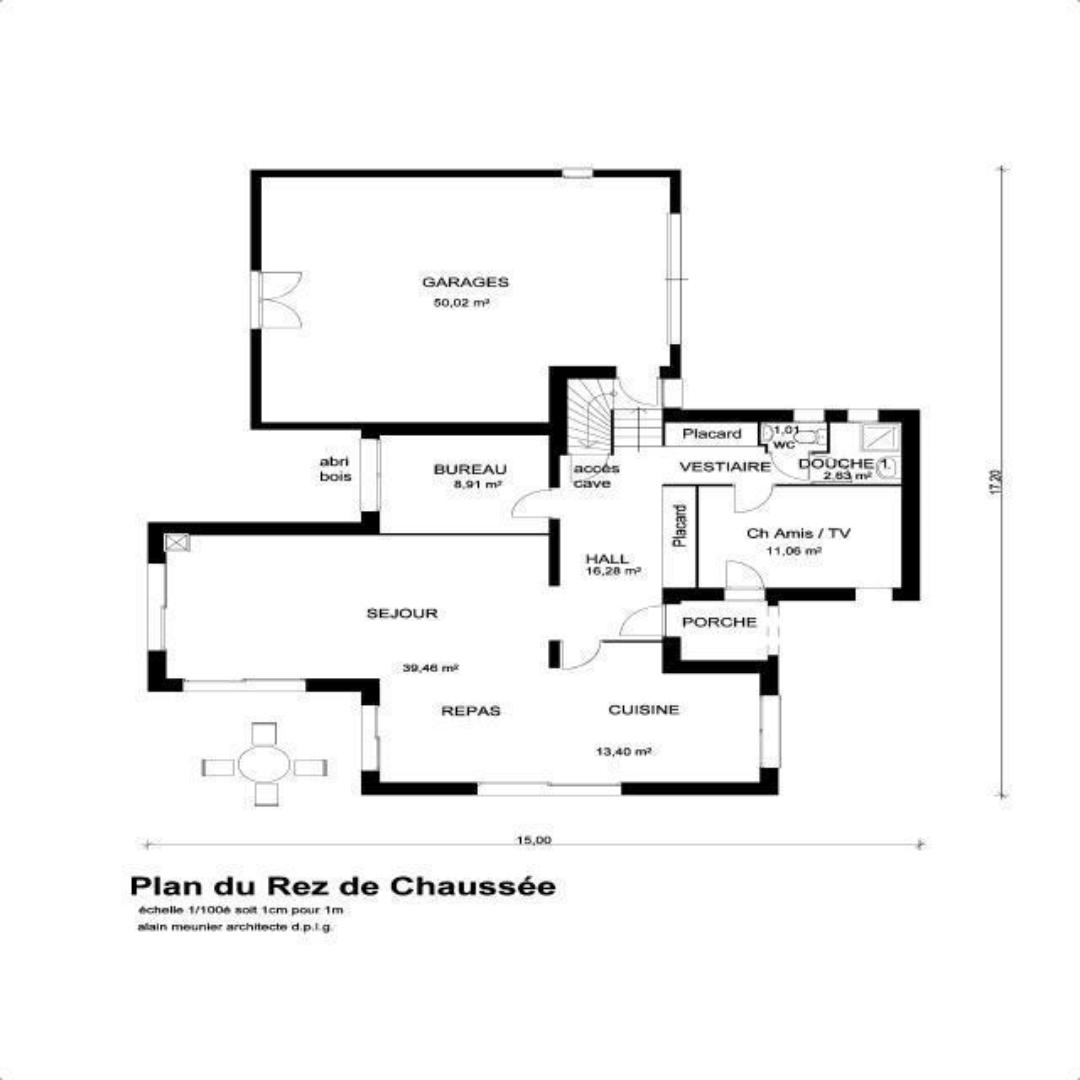 GARAGES
50,02 m²
Placard
1,01
WC
abri
bois
BUREAU
8,91 m²
accés
cave
VESTIAIRE
DOUCHE
1.
2.63 m²
Placard
Ch Amis / TV
11,06 m²
HALL
16,28 m²
17,20
SEJOUR
PORCHE
39,46 m²
REPAS
CUISINE
13,40 m²
15,00
Plan du Rez de Chaussée
échelle 1/100è soit 1cm pour 1m
alain meunier architecte d.p.l.g.